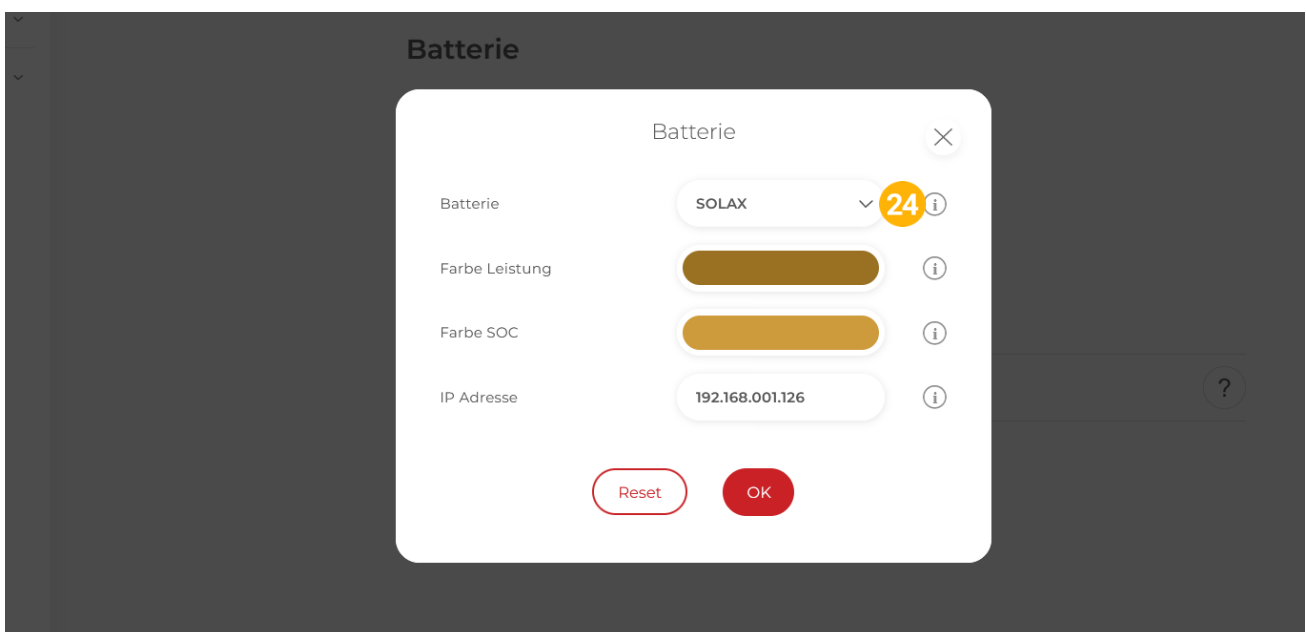 Batterie
Batterie
Batterie SOLAX 24
Farbe Leistung
Farbe SOC
IP Adresse 192.168.001.126
?
Reset OK